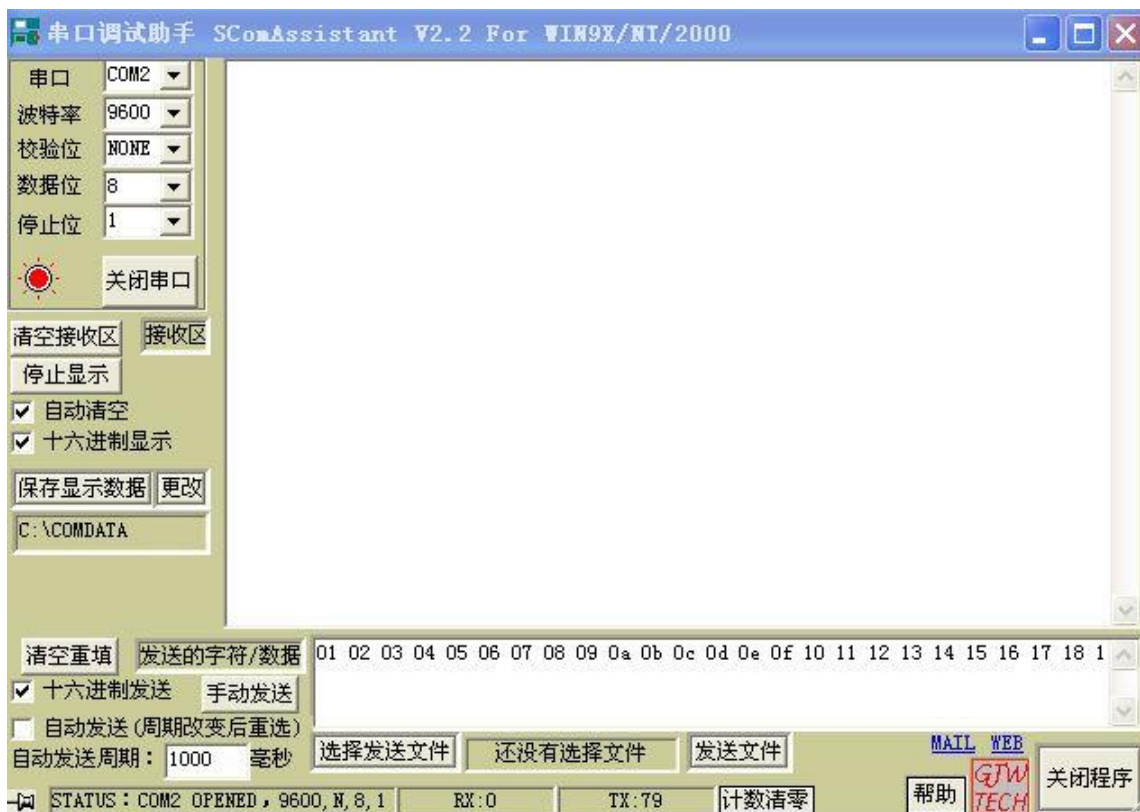 串口调试助手 SComAssistant V2.2 For WIN9X/NT/2000
串口 COM2
波特率 9600
校验位 NONE
数据位 8
停止位 1
关闭串口
清空接收区 接收区
停止显示
自动清空
十六进制显示
保存显示数据 更改
C:\COMDATA
清空重填 发送的字符/数据 01 02 03 04 05 06 07 08 09 0a 0b 0c 0d 0e 0f 10 11 12 13 14 15 16 17 18 1
十六进制发送 手动发送
自动发送(周期改变后重选)
自动发送周期: 1000 毫秒 选择发送文件 还没有选择文件 发送文件 MAIL WEB
STATUS:COM2 OPENED,9600,N,8,1 RX:0 TX:79 计数清零 帮助 GJW TECH 关闭程序